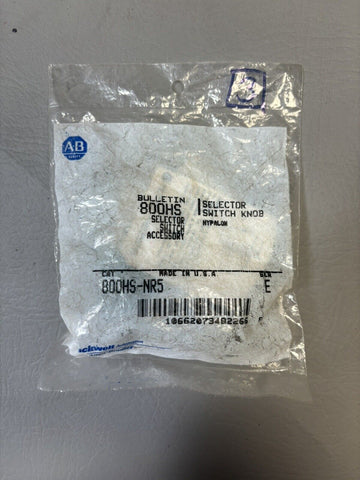 AB
BULLETIN
800HS
SELECTOR
SWITCH
ACCESSORY
SELECTOR
SWITCH KNOB
HYPALON
CAT MADE IN U.S.A SER
800HS-NR5 E